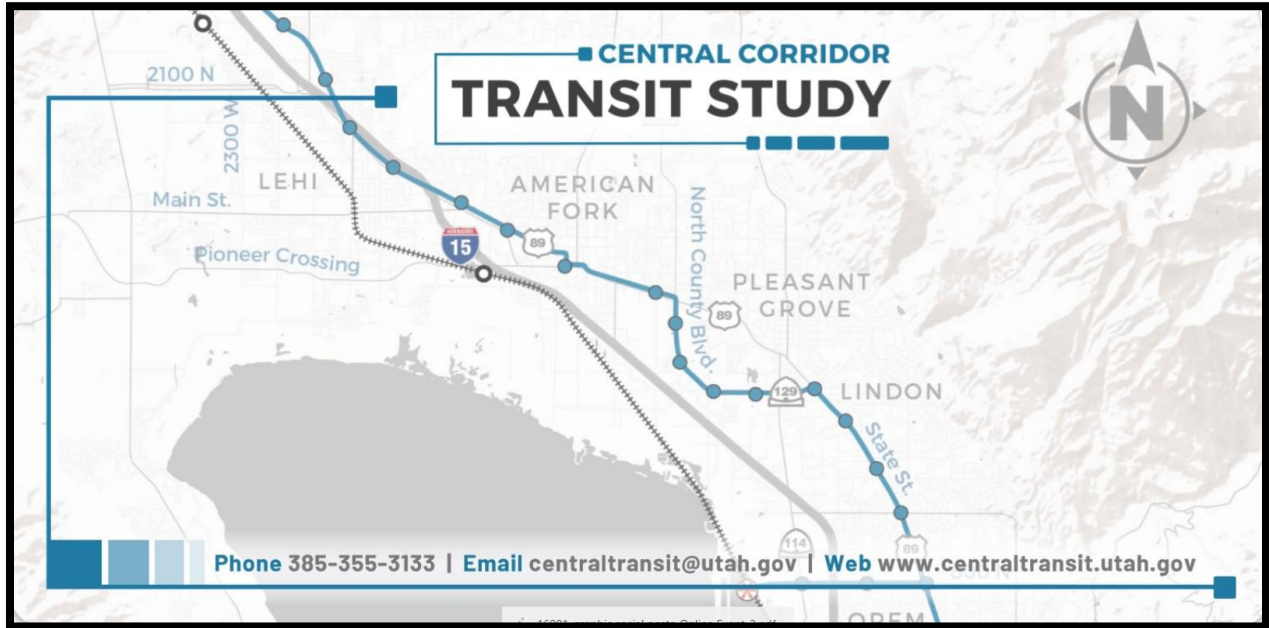 CENTRAL CORRIDOR
TRANSIT STUDY
N
2100 N
2300 W
LEHI
AMERICAN
FORK
Main St.
North County Blvd.
INTERSTATE
15
89
Pioneer Crossing
PLEASANT
GROVE
89
129
LINDON
State St.
114
89
Phone 385-355-3133 | Email centraltransit@utah.gov | Web www.centraltransit.utah.gov
OREM